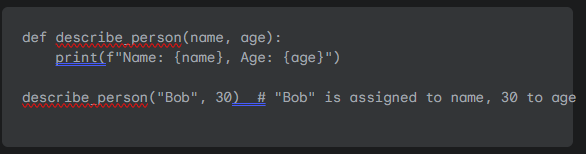 def describe_person(name, age):
    print(f"Name: {name}, Age: {age}")
describe_person("Bob", 30)  # "Bob" is assigned to name, 30 to age